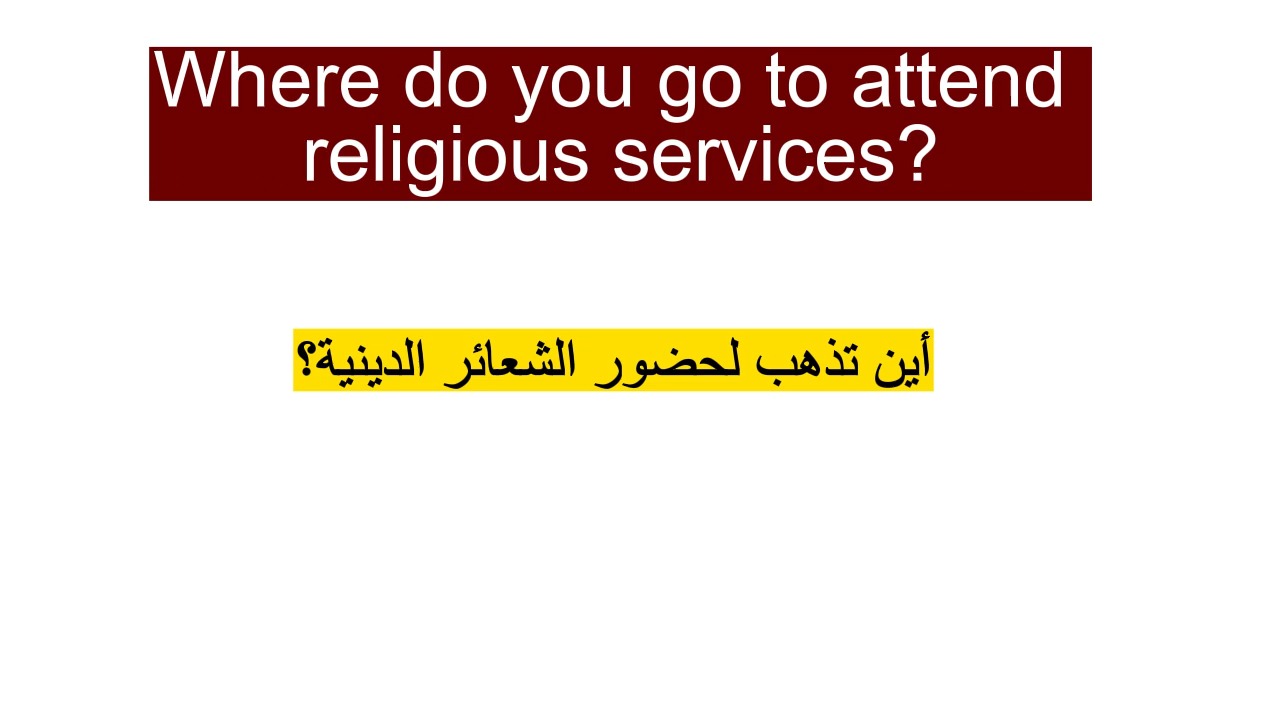 Where do you go to attend
religious services?
أين تذهب لحضور الشعائر الدينية؟